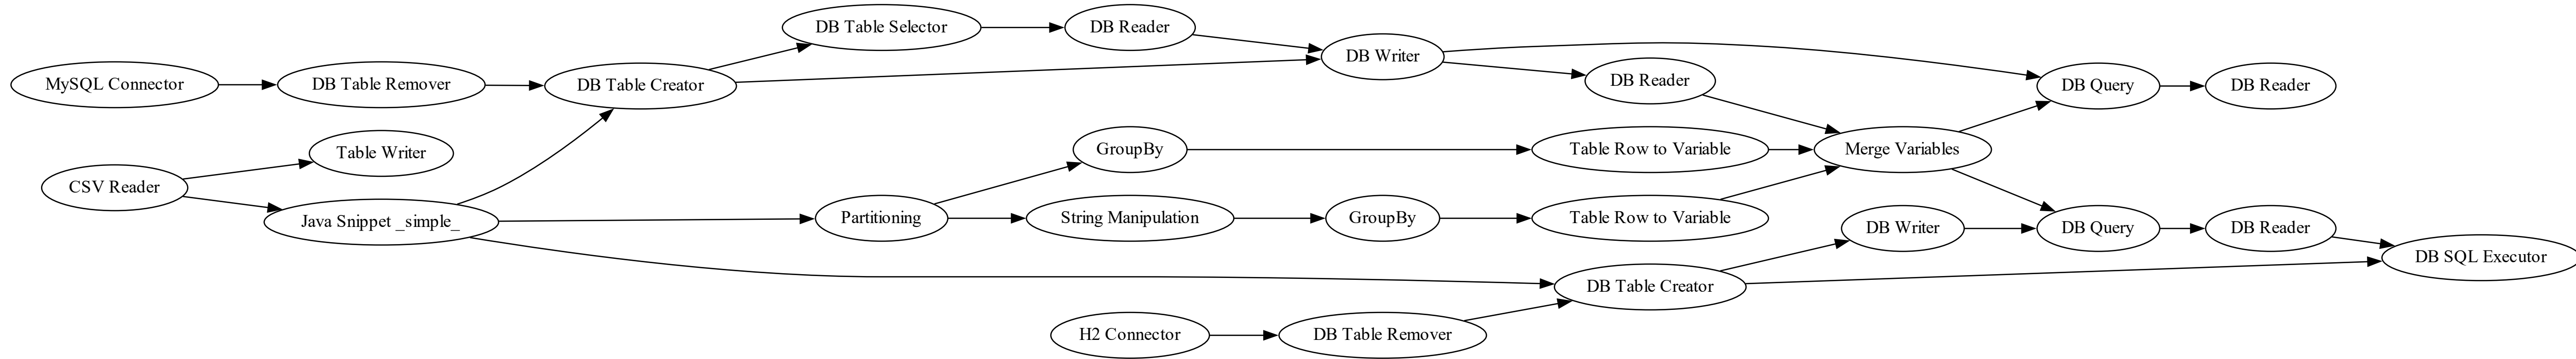 DB Table Selector
DB Reader
DB Writer
MySQL Connector
DB Table Remover
DB Table Creator
DB Reader
DB Query
DB Reader
Table Writer
GroupBy
Table Row to Variable
Merge Variables
CSV Reader
Java Snippet _simple_
Partitioning
String Manipulation
GroupBy
Table Row to Variable
DB Writer
DB Query
DB Reader
DB SQL Executor
DB Table Creator
H2 Connector
DB Table Remover